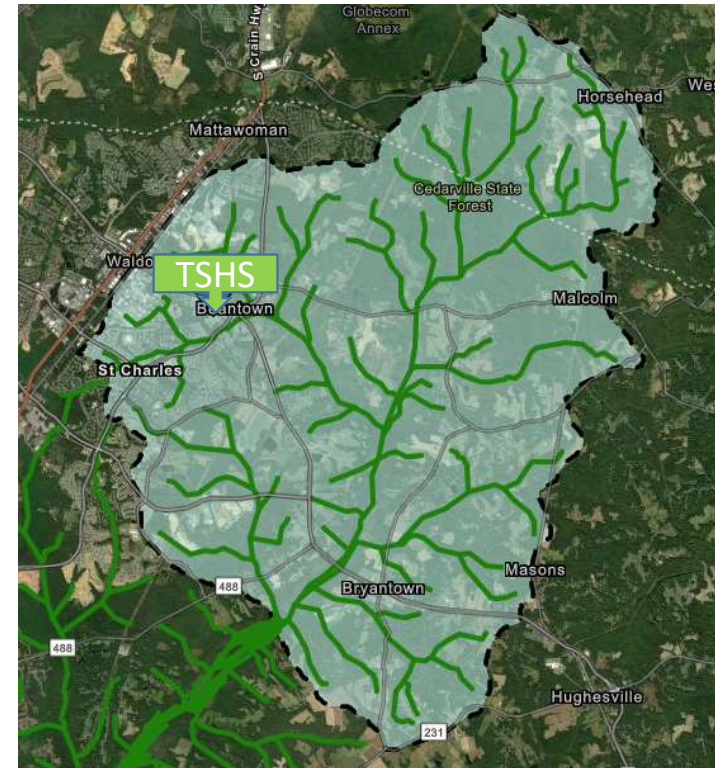 Globecom
Annex
S Crain Hwy
Wes
Horsehead
Mattawoman
Cedarville State
Forest
Waldo
TSHS
Malcolm
St Charles
Masons
488
Bryantown
488
Hughesville
231